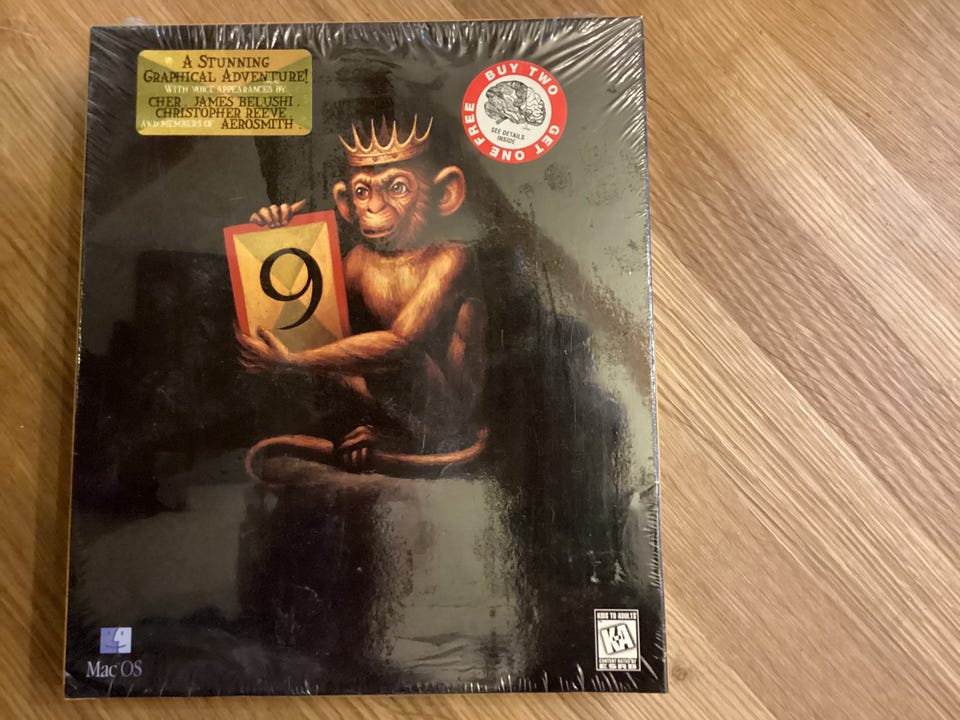 A STUNNING
GRAPHICAL ADVENTURE!
WITH VOICE APPEARANCES BY
CHER . JAMES BELUSHI .
CHRISTOPHER REEVE .
AND MEMBERS OF AEROSMITH .
BUY TWO
GET ONE FREE
SEE DETAILS
INSIDE
9
Mac OS
KIDS TO ADULTS
K-A
CONTENT RATED BY
ESRB